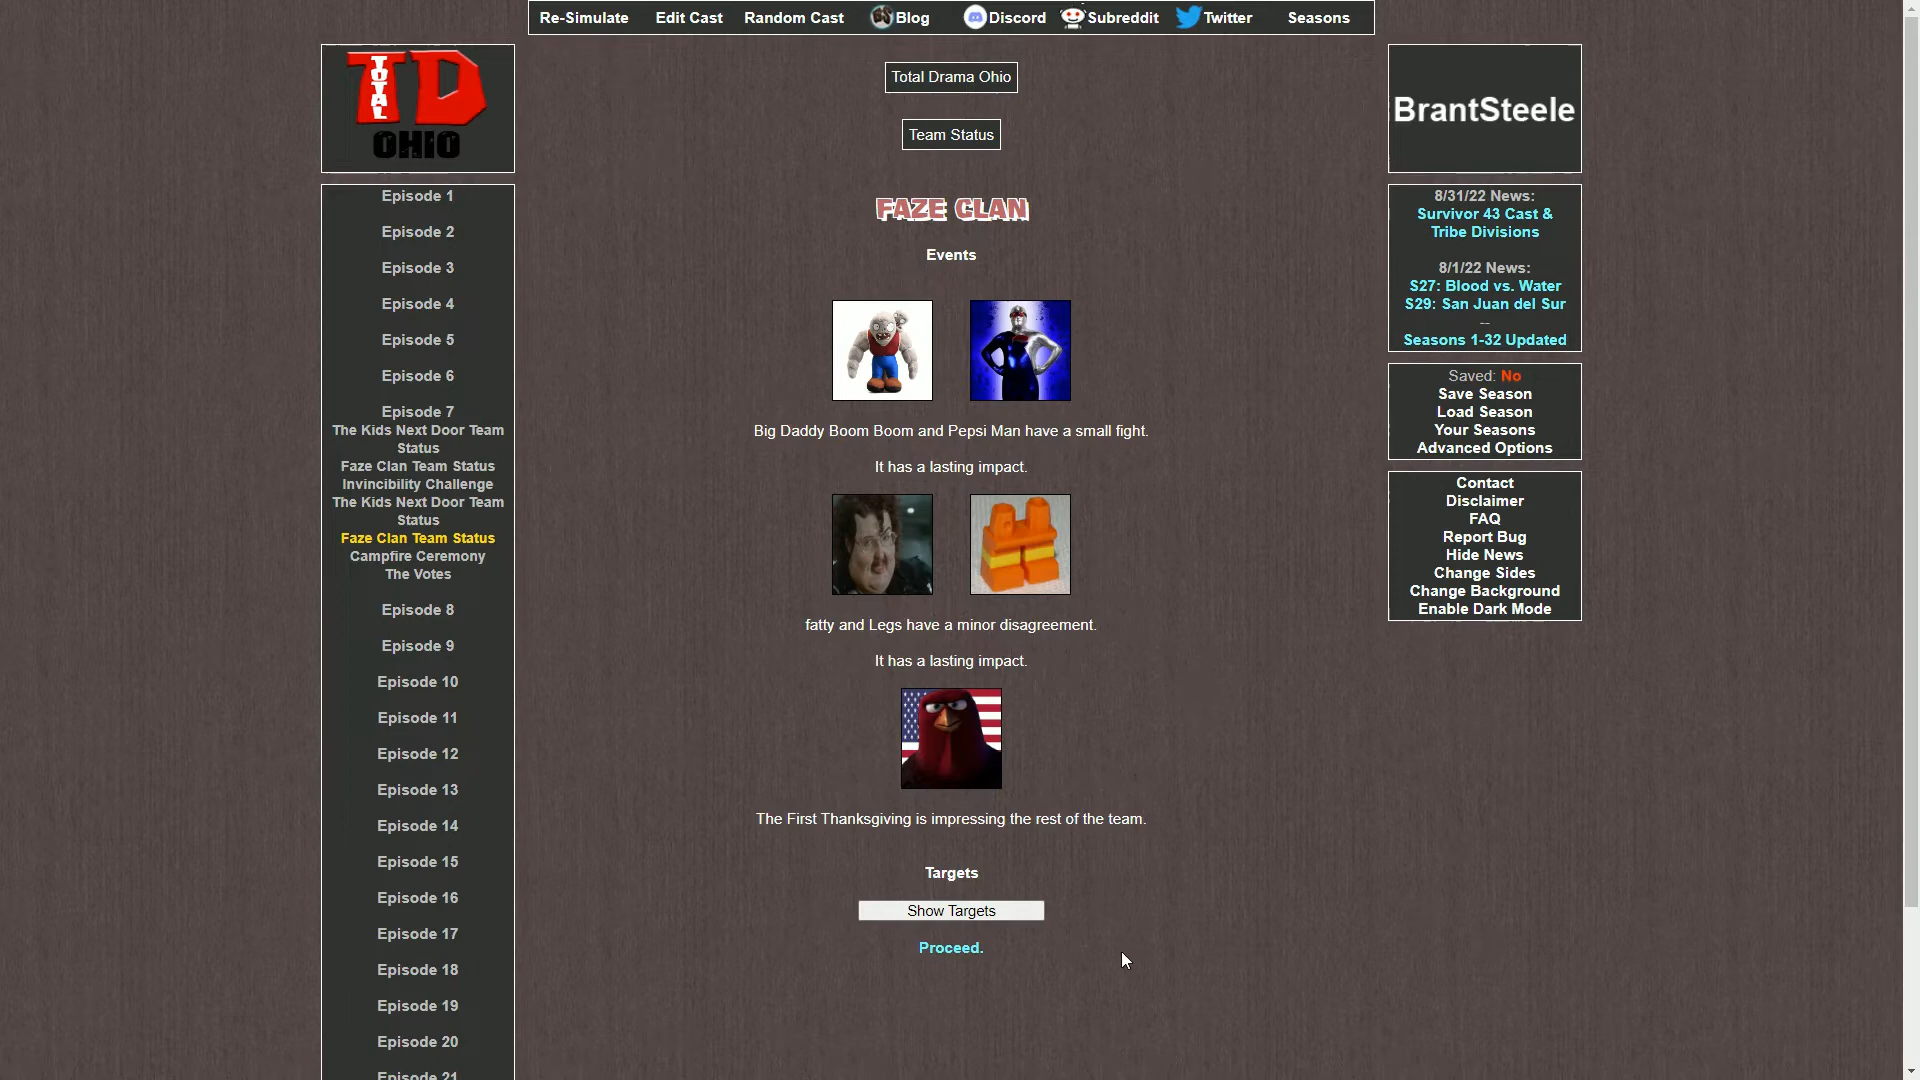 Re-Simulate Edit Cast Random Cast Blog Discord Subreddit Twitter Seasons
TOTAL
TD
OHIO
Episode 1
Episode 2
Episode 3
Episode 4
Episode 5
Episode 6
Episode 7
The Kids Next Door Team
Status
Faze Clan Team Status
Invincibility Challenge
The Kids Next Door Team
Status
Faze Clan Team Status
Campfire Ceremony
The Votes
Episode 8
Episode 9
Episode 10
Episode 11
Episode 12
Episode 13
Episode 14
Episode 15
Episode 16
Episode 17
Episode 18
Episode 19
Episode 20
Episode 21
Total Drama Ohio
Team Status
FAZE CLAN
Events
Big Daddy Boom Boom and Pepsi Man have a small fight.
It has a lasting impact.
fatty and Legs have a minor disagreement.
It has a lasting impact.
The First Thanksgiving is impressing the rest of the team.
Targets
Show Targets
Proceed.
BrantSteele
8/31/22 News:
Survivor 43 Cast &
Tribe Divisions
8/1/22 News:
S27: Blood vs. Water
S29: San Juan del Sur
--
Seasons 1-32 Updated
Saved: No
Save Season
Load Season
Your Seasons
Advanced Options
Contact
Disclaimer
FAQ
Report Bug
Hide News
Change Sides
Change Background
Enable Dark Mode